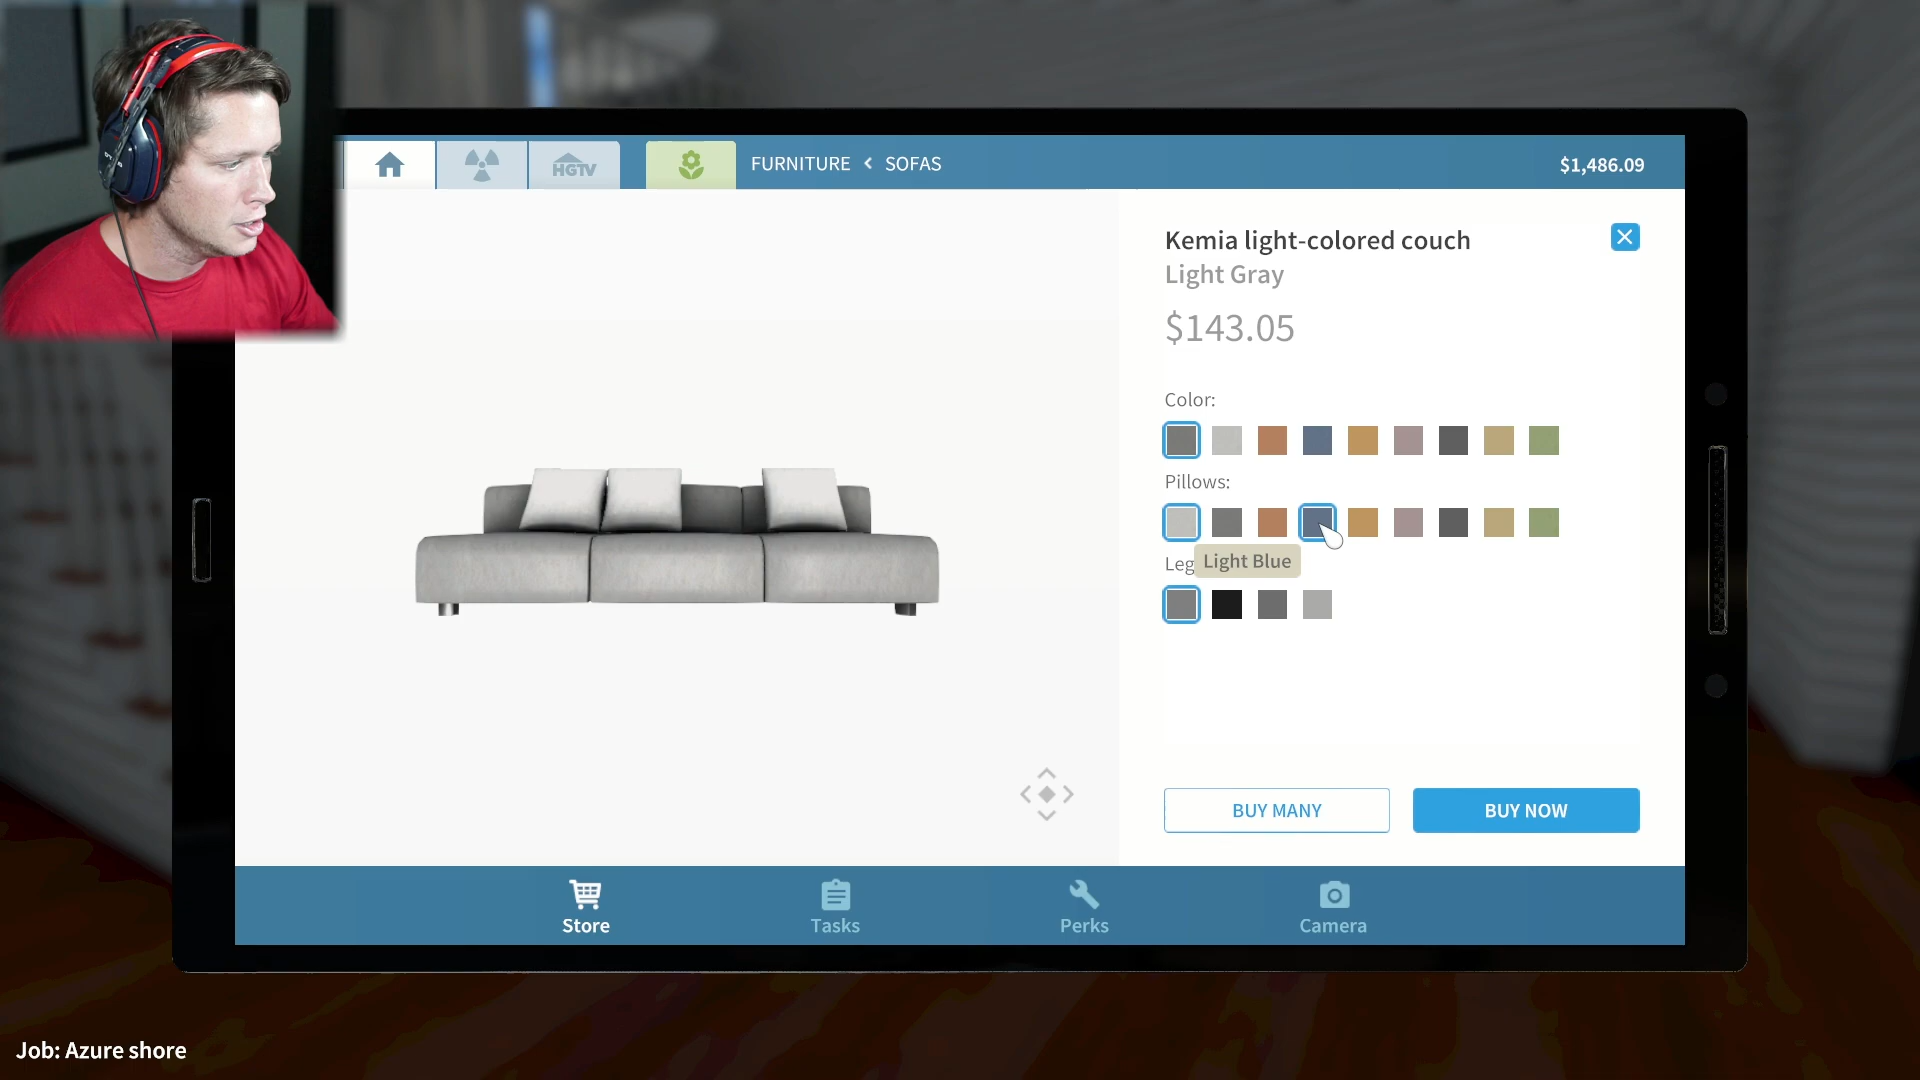 HGTV
FURNITURE < SOFAS
$1,486.09
Kemia light-colored couch
Light Gray
$143.05
Color:
Pillows:
Light Blue
Leg
BUY MANY
BUY NOW
Store
Tasks
Perks
Camera
Job: Azure shore